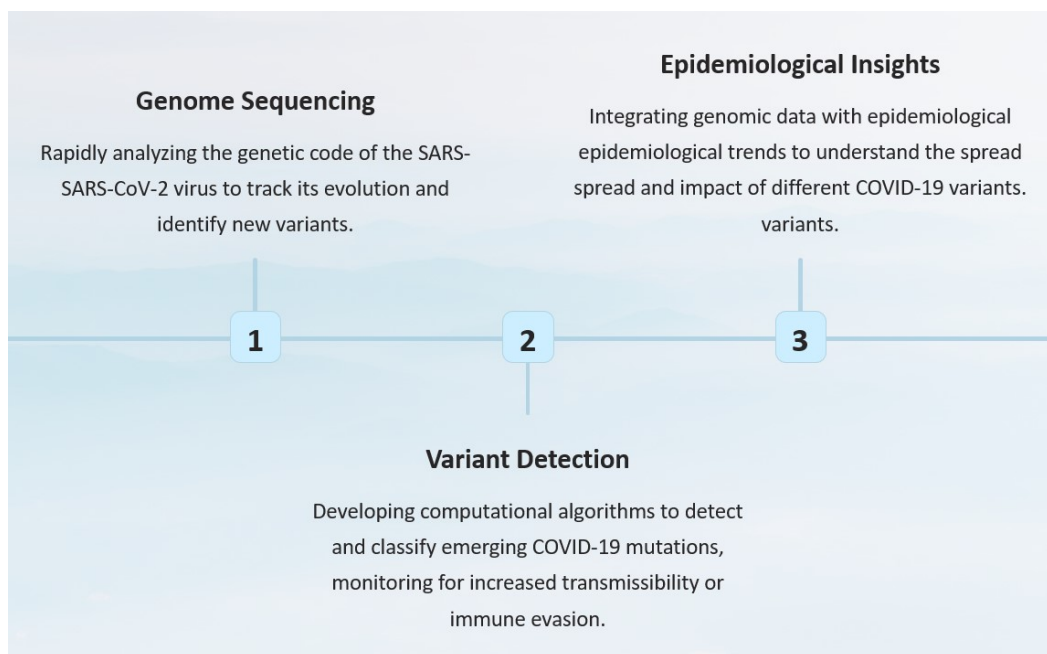 Genome Sequencing
Rapidly analyzing the genetic code of the SARS-
SARS-CoV-2 virus to track its evolution and
identify new variants.
Epidemiological Insights
Integrating genomic data with epidemiological
epidemiological trends to understand the spread
spread and impact of different COVID-19 variants.
variants.
1
2
3
Variant Detection
Developing computational algorithms to detect
and classify emerging COVID-19 mutations,
monitoring for increased transmissibility or
immune evasion.